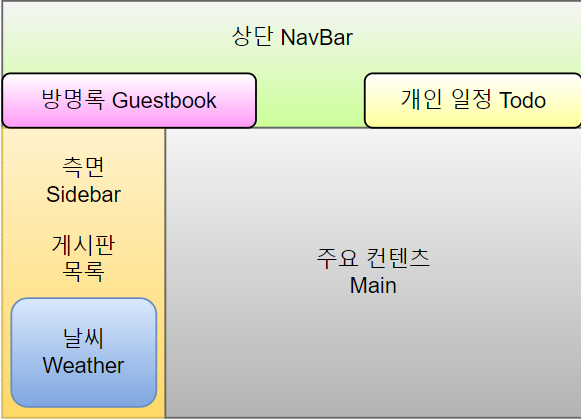 상단 NavBar
방명록 Guestbook
개인 일정 Todo
측면
Sidebar
게시판
목록
날씨
Weather
주요 컨텐츠
Main